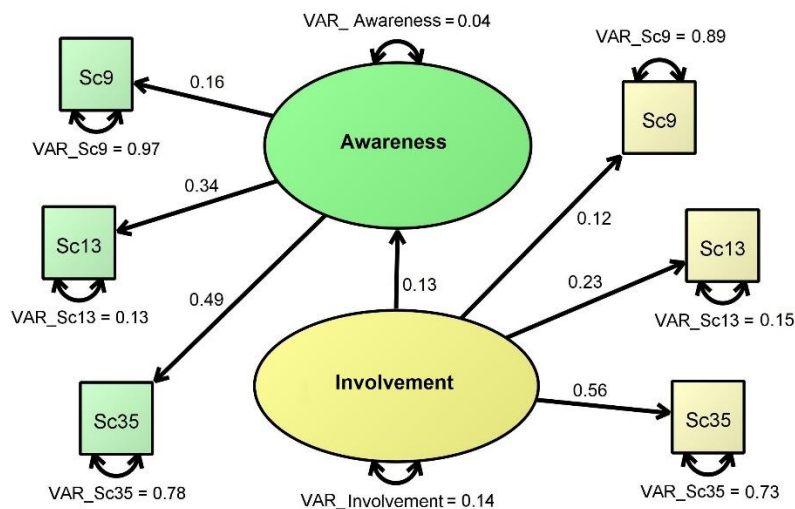 VAR_ Awareness = 0.04
VAR_Sc9 = 0.89
Sc9
0.16
Sc9
VAR_Sc9 = 0.97
Awareness
0.34
0.12
Sc13
Sc13
0.23
0.49
0.13
VAR_Sc13 = 0.13
VAR_Sc13 = 0.15
Involvement
0.56
Sc35
Sc35
VAR_Sc35 = 0.78
VAR_Involvement = 0.14
VAR_Sc35 = 0.73